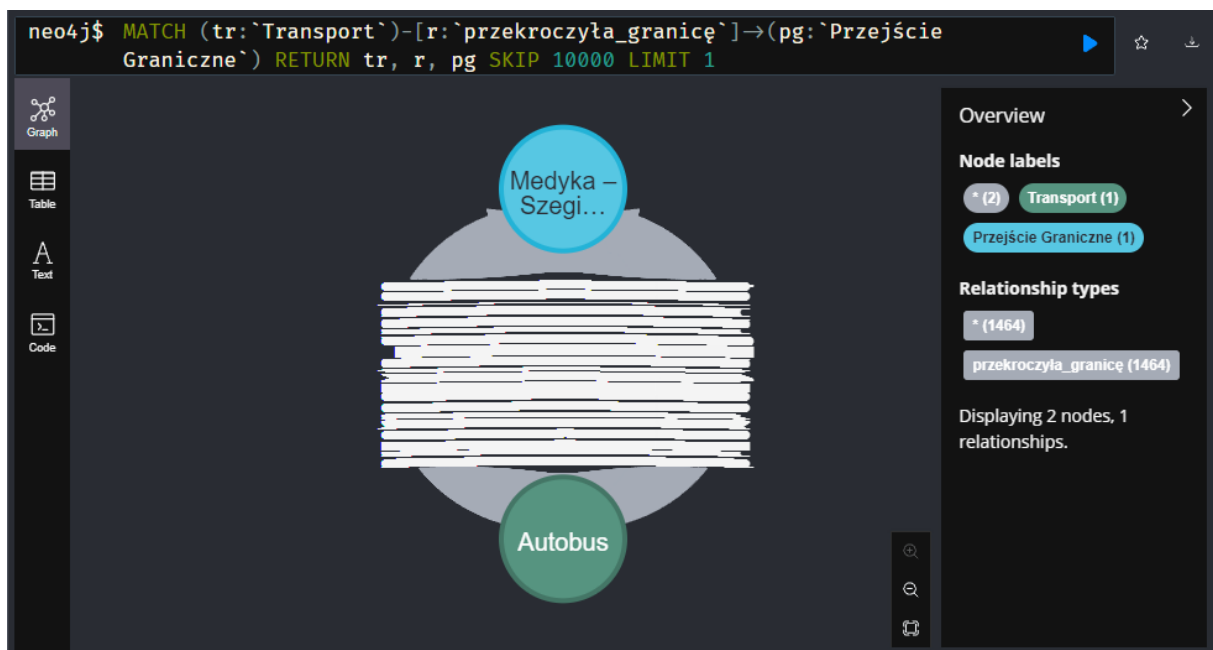 neo4j$ MATCH (tr:`Transport`)-[r:`przekroczyła_granicę`]→(pg:`Przejście
Graniczne`) RETURN tr, r, pg SKIP 10000 LIMIT 1
Graph
Table
Text
Code
Medyka –
Szegi...
Autobus
Overview
Node labels
* (2) Transport (1)
Przejście Graniczne (1)
Relationship types
* (1464)
przekroczyła_granicę (1464)
Displaying 2 nodes, 1
relationships.